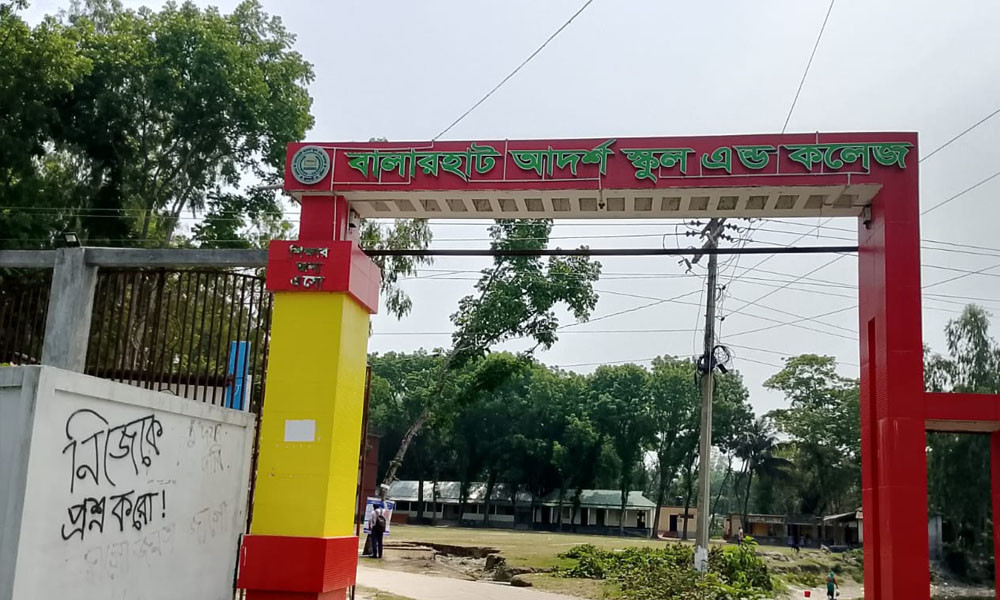 বালারহাট আদর্শ স্কুল এন্ড কলেজ
শিক্ষার
জন্য
এসো
নিজেকে
প্রশ্ন করো!